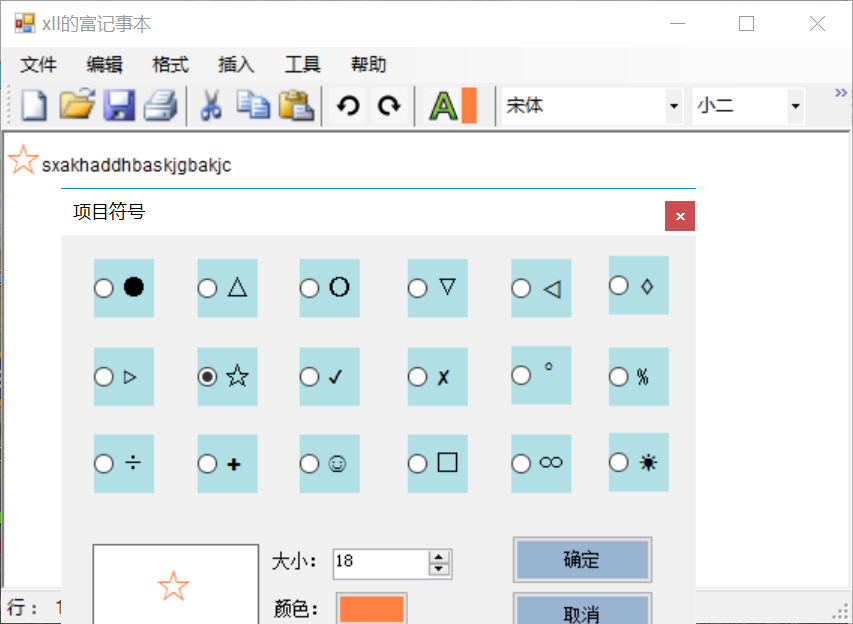 xll的富记事本
文件 编辑 格式 插入 工具 帮助
A 宋体 小二 »
☆ sxakhaddhbaskjgbakjc
项目符号 x
● △ ○ ▽ ◁ ◊
▷ ☆ ✓ ✗ ° %
÷ + ☺ □ ∞ ☀
☆ 大小: 18 确定
颜色: 取消
行: 1